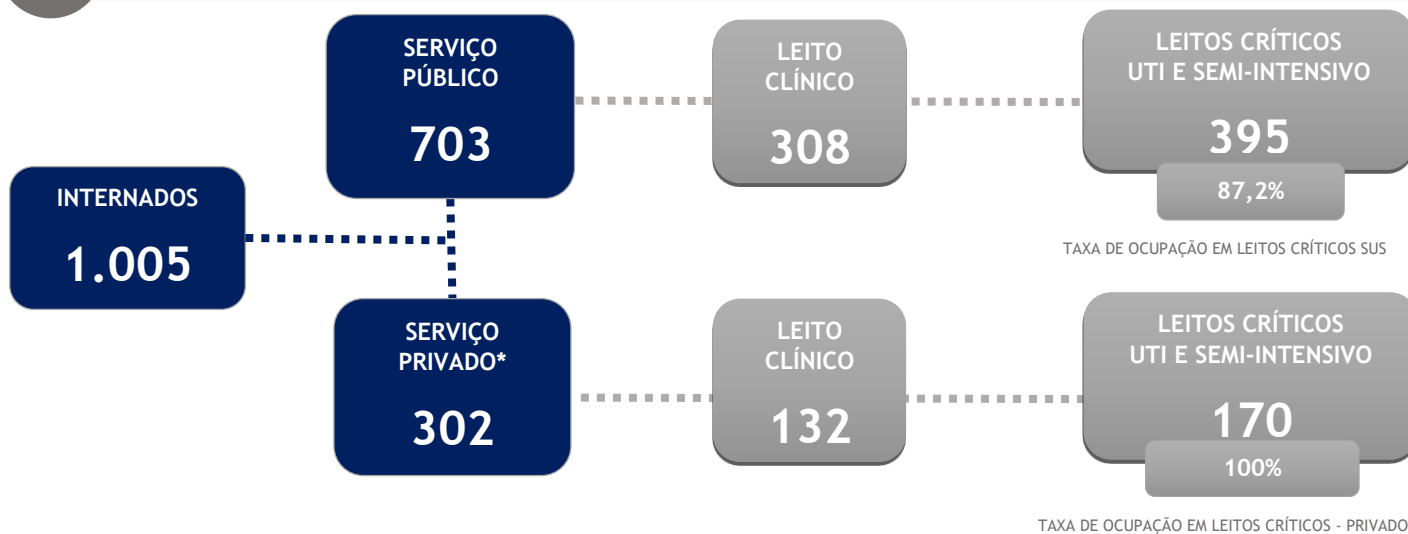 INTERNADOS
1.005
SERVIÇO
PÚBLICO
703
LEITO
CLÍNICO
308
LEITOS CRÍTICOS
UTI E SEMI-INTENSIVO
395
87,2%
TAXA DE OCUPAÇÃO EM LEITOS CRÍTICOS SUS
SERVIÇO
PRIVADO*
302
LEITO
CLÍNICO
132
LEITOS CRÍTICOS
UTI E SEMI-INTENSIVO
170
100%
TAXA DE OCUPAÇÃO EM LEITOS CRÍTICOS - PRIVADO